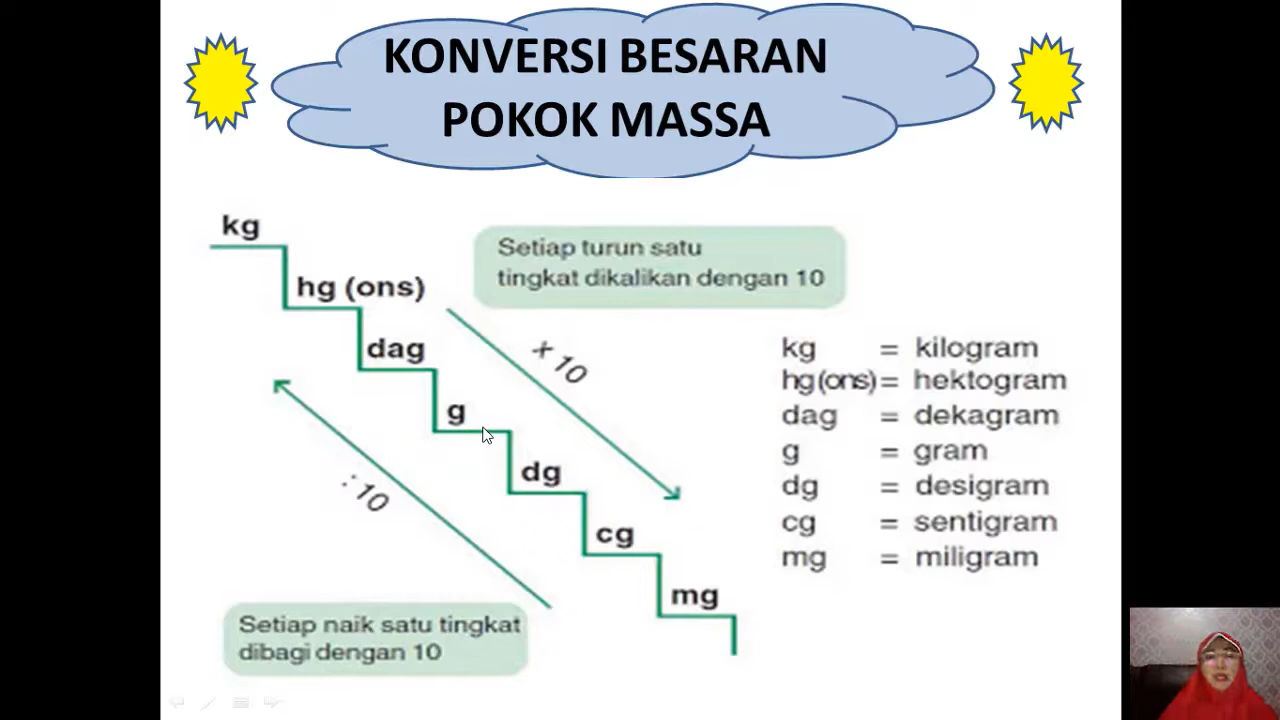 KONVERSI BESARAN
POKOK MASSA
kg
Setiap turun satu
tingkat dikalikan dengan 10
hg (ons)
dag
x 10
g
: 10
dg
cg
mg
kg = kilogram
hg (ons) = hektogram
dag = dekagram
g = gram
dg = desigram
cg = sentigram
mg = miligram
Setiap naik satu tingkat
dibagi dengan 10